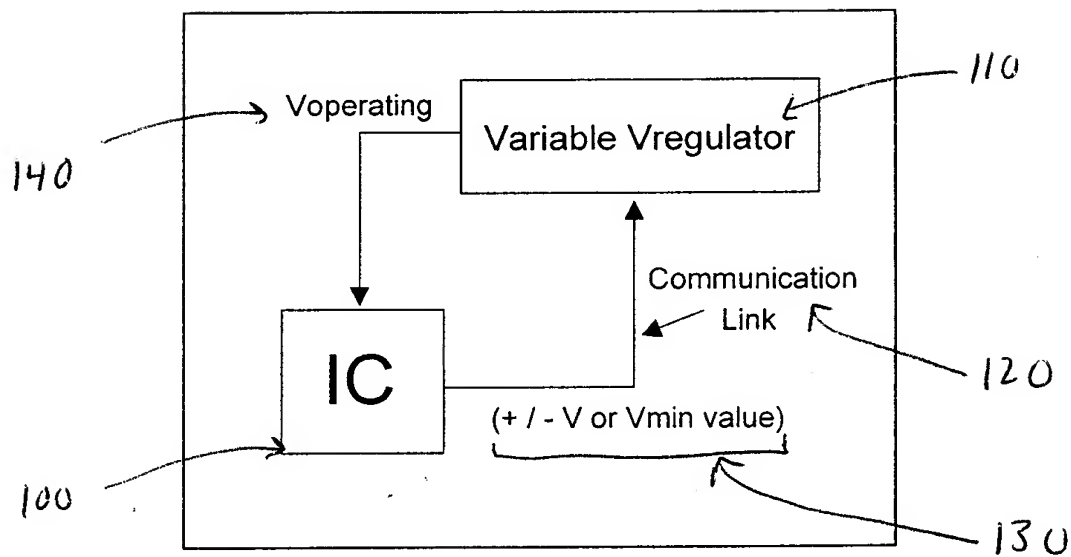 110
Voperating
Variable Vregulator
140
Communication
Link
120
IC
(+ / - V or Vmin value)
100
130